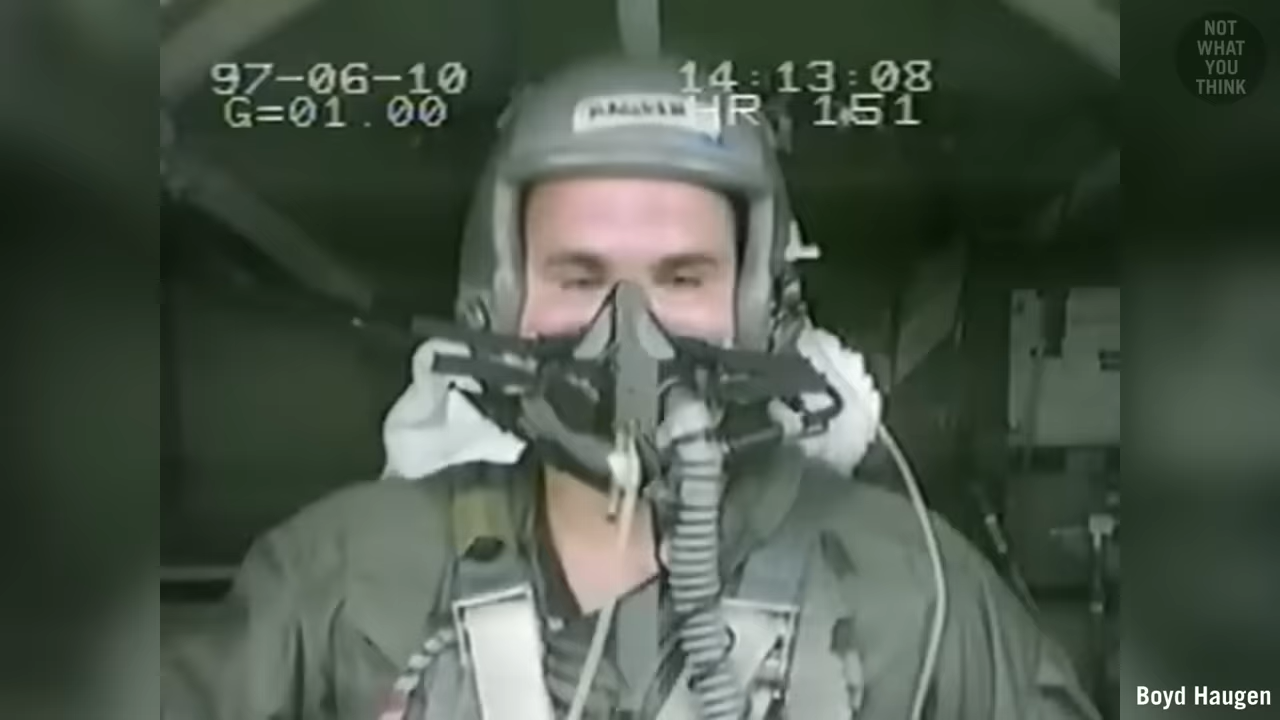 97-06-10
14:13:08
G=01.00
HR 151
NOT
WHAT
YOU
THINK
Boyd Haugen